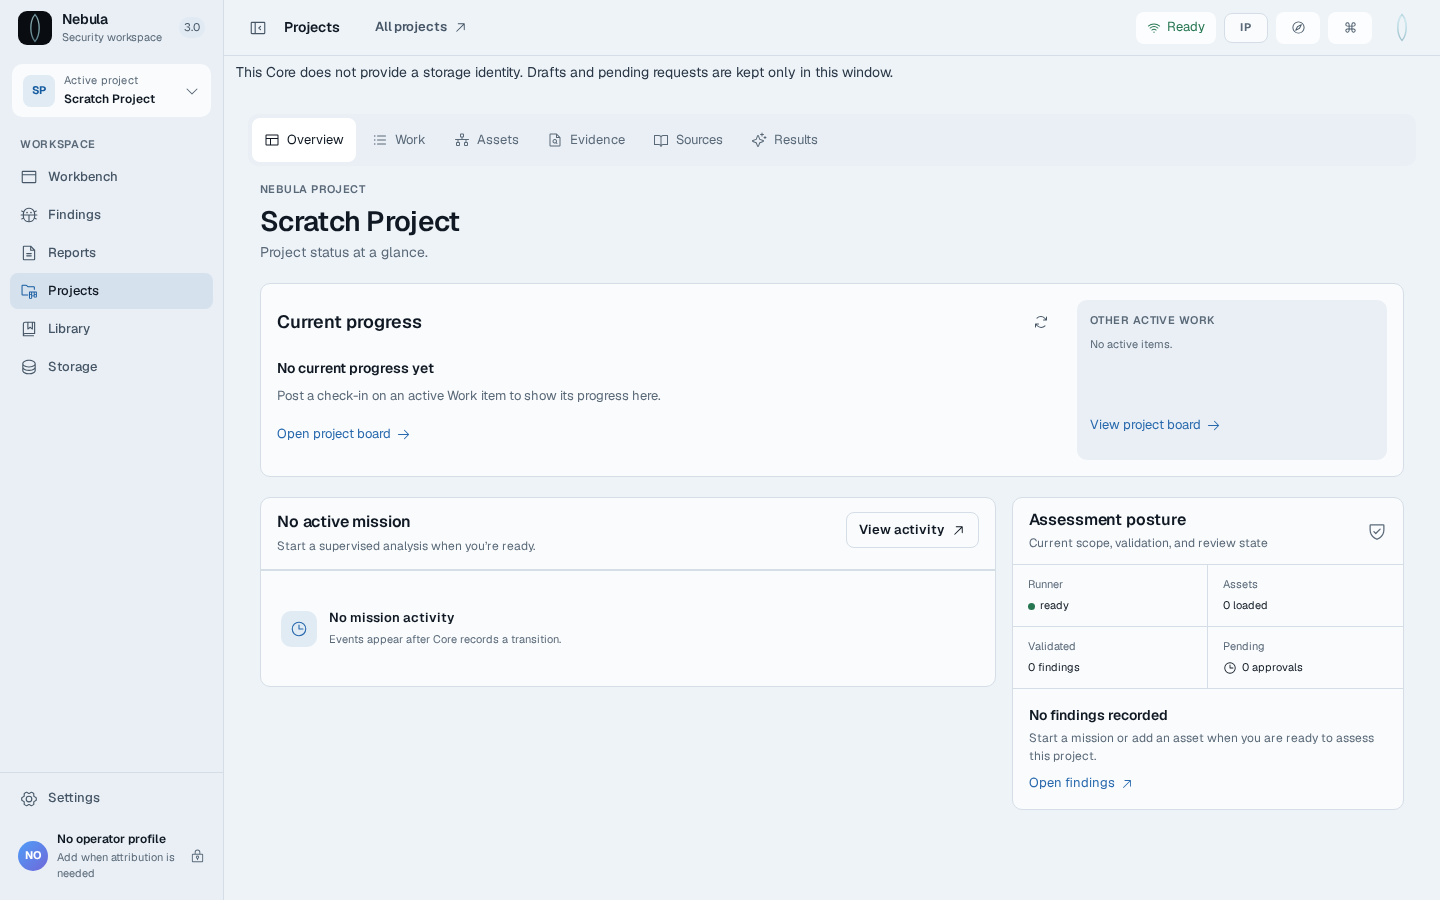 Nebula
Security workspace
3.0
SP
Active project
Scratch Project
WORKSPACE
Workbench
Findings
Reports
Projects
Library
Storage
Settings
NO
No operator profile
Add when attribution is
needed
Projects
All projects
Ready
IP
This Core does not provide a storage identity. Drafts and pending requests are kept only in this window.
Overview
Work
Assets
Evidence
Sources
Results
NEBULA PROJECT
Scratch Project
Project status at a glance.
Current progress
No current progress yet
Post a check-in on an active Work item to show its progress here.
Open project board
OTHER ACTIVE WORK
No active items.
View project board
No active mission
Start a supervised analysis when you're ready.
View activity
No mission activity
Events appear after Core records a transition.
Assessment posture
Current scope, validation, and review state
Runner
ready
Assets
0 loaded
Validated
0 findings
Pending
0 approvals
No findings recorded
Start a mission or add an asset when you are ready to assess
this project.
Open findings